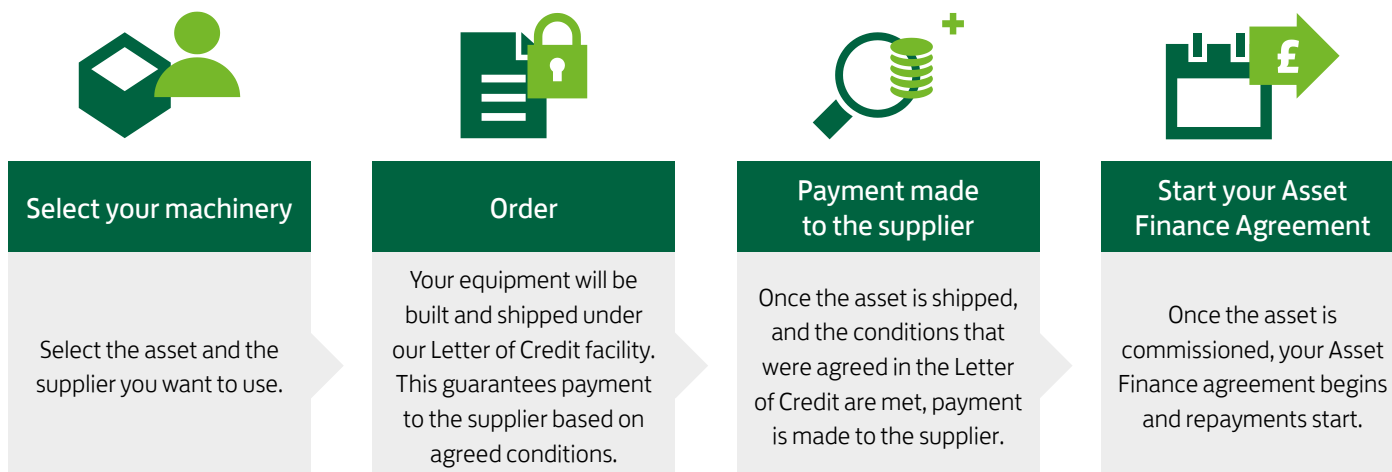 £
Select your machinery
Select the asset and the
supplier you want to use.
Order
Your equipment will be
built and shipped under
our Letter of Credit facility.
This guarantees payment
to the supplier based on
agreed conditions.
Payment made
to the supplier
Once the asset is shipped,
and the conditions that
were agreed in the Letter
of Credit are met, payment
is made to the supplier.
Start your Asset
Finance Agreement
Once the asset is
commissioned, your Asset
Finance agreement begins
and repayments start.